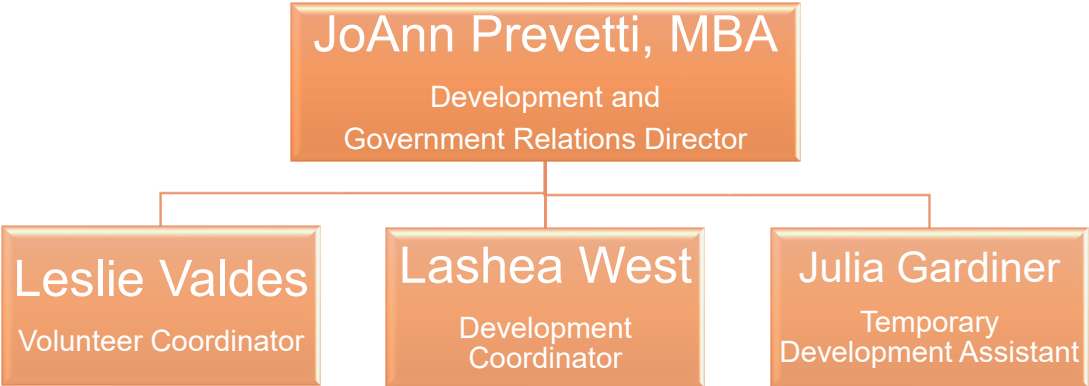 JoAnn Prevetti, MBA
Development and
Government Relations Director
Leslie Valdes
Volunteer Coordinator
Lashea West
Development
Coordinator
Julia Gardiner
Temporary
Development Assistant